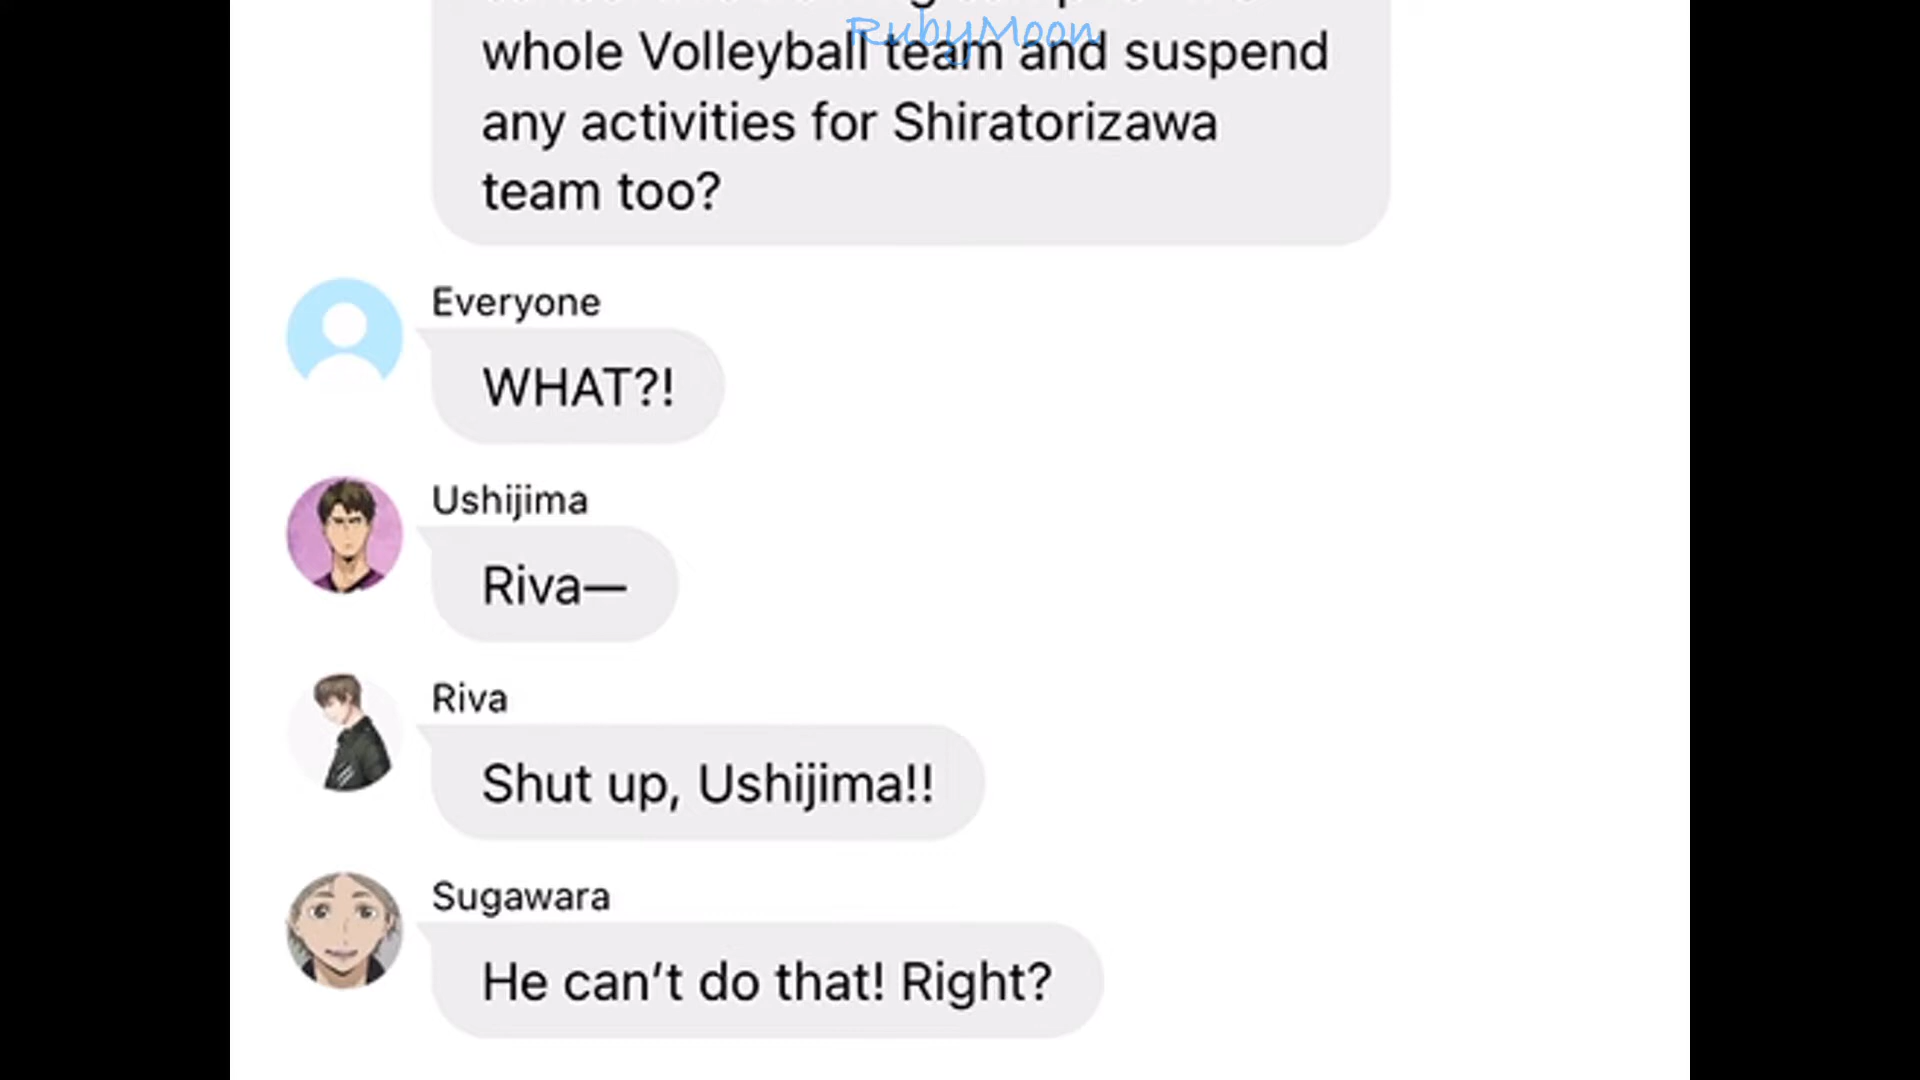 RubyMoon
whole Volleyball team and suspend
any activities for Shiratorizawa
team too?
Everyone
WHAT?!
Ushijima
Riva—
Riva
Shut up, Ushijima!!
Sugawara
He can’t do that! Right?